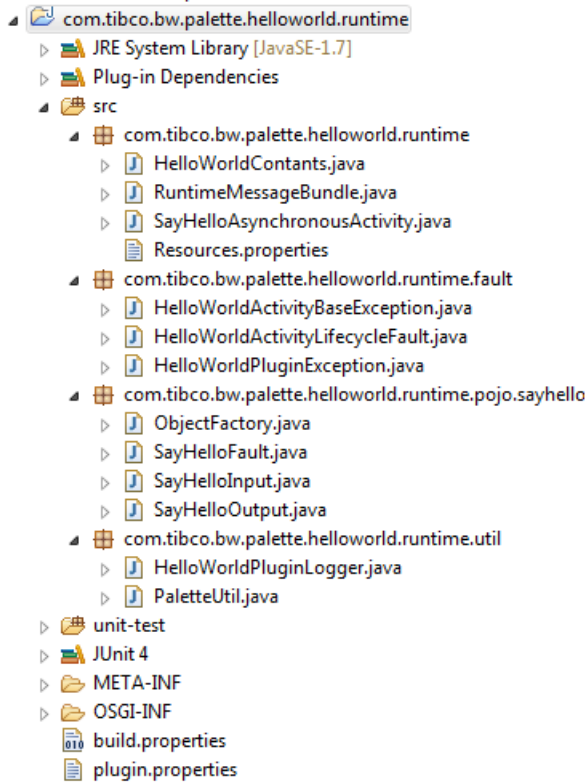 com.tibco.bw.palette.helloworld.runtime
JRE System Library [JavaSE-1.7]
Plug-in Dependencies
src
com.tibco.bw.palette.helloworld.runtime
HelloWorldContants.java
RuntimeMessageBundle.java
SayHelloAsynchronousActivity.java
Resources.properties
com.tibco.bw.palette.helloworld.runtime.fault
HelloWorldActivityBaseException.java
HelloWorldActivityLifecycleFault.java
HelloWorldPluginException.java
com.tibco.bw.palette.helloworld.runtime.pojo.sayhello
ObjectFactory.java
SayHelloFault.java
SayHelloInput.java
SayHelloOutput.java
com.tibco.bw.palette.helloworld.runtime.util
HelloWorldPluginLogger.java
PaletteUtil.java
unit-test
JUnit 4
META-INF
OSGI-INF
build.properties
plugin.properties